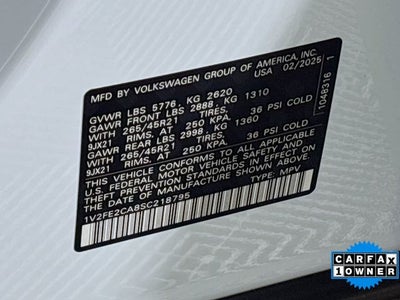 MFD BY VOLKSWAGEN GROUP OF AMERICA, INC.
USA 02/2025
GVWR LBS 5776, KG 2620
GAWR FRONT LBS 2888, KG 1310
WITH 265/45R21 TIRES, 36 PSI COLD
9JX21 RIMS. AT 250 KPA.
GAWR REAR LBS 2998, KG 1360
WITH 265/45R21 TIRES, 36 PSI COLD
9JX21 RIMS. AT 250 KPA.
THIS VEHICLE CONFORMS TO ALL APPLICABLE
U.S. FEDERAL MOTOR VEHICLE SAFETY AND
THEFT PREVENTION STANDARDS IN EFFECT ON THE
DATE OF MANUFACTURE SHOWN ABOVE.
1V2FE2CA8SC218795 TYPE: MPV
1048316 1
CARFAX
1 OWNER